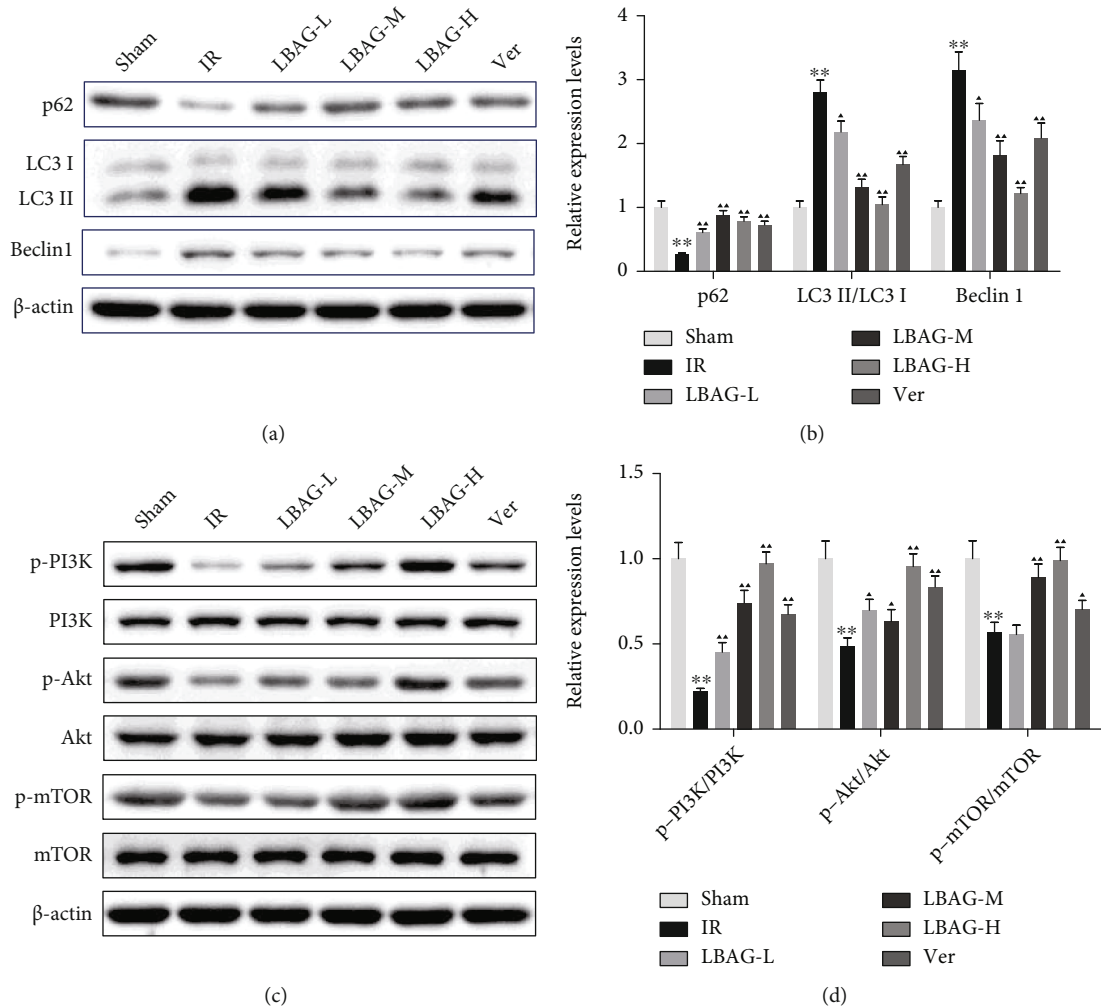 Sham IR LBAG-L LBAG-M LBAG-H Ver
p62
LC3 I
LC3 II
Beclin1
β-actin
(a)
Relative expression levels
4
3
2
1
0
** ▴▴ ▴▴ ▴▴ ▴▴
** ▴ ▴▴ ▴▴ ▴▴
** ▴ ▴▴ ▴▴ ▴▴
p62 LC3 II/LC3 I Beclin 1
Sham LBAG-M
IR LBAG-H
LBAG-L Ver
(b)
Sham IR LBAG-L LBAG-M LBAG-H Ver
p-PI3K
PI3K
p-Akt
Akt
p-mTOR
mTOR
β-actin
(c)
Relative expression levels
1.5
1.0
0.5
0.0
** ▴▴ ▴▴ ▴▴ ▴▴
** ▴ ▴ ▴▴ ▴▴
** ▴▴ ▴▴ ▴
p–PI3K/PI3K p–Akt/Akt p–mTOR/mTOR
Sham LBAG-M
IR LBAG-H
LBAG-L Ver
(d)